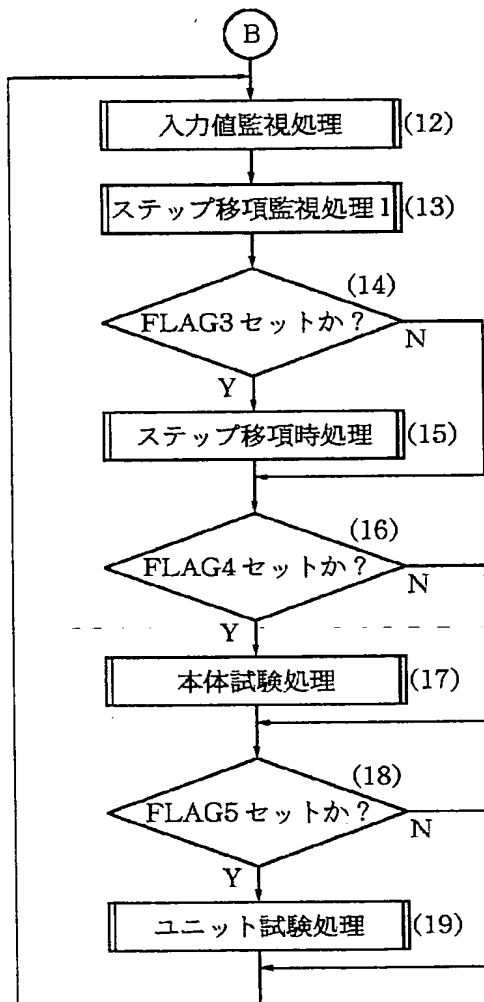 B
入力値監視処理 (12)
ステップ移項監視処理1 (13)
(14)
FLAG3セットか?
N
Y
ステップ移項時処理 (15)
(16)
FLAG4セットか?
N
Y
本体試験処理 (17)
(18)
FLAG5セットか?
N
Y
ユニット試験処理 (19)